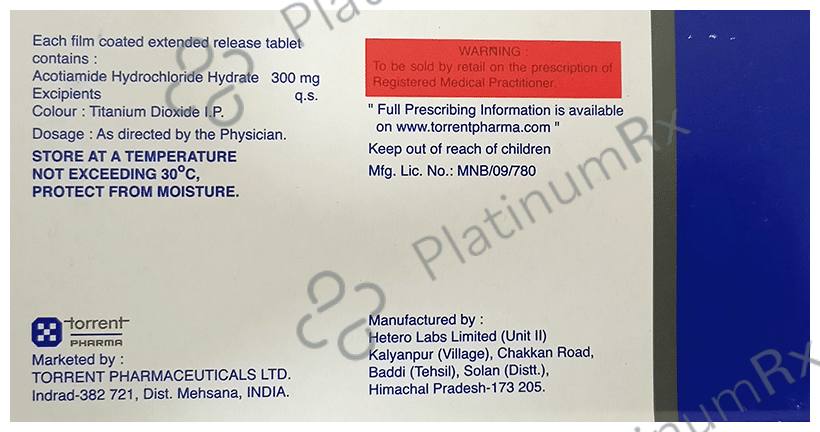 Each film coated extended release tablet
contains :
Acotiamide Hydrochloride Hydrate 300 mg
Excipients q.s.
Colour : Titanium Dioxide I.P.
Dosage : As directed by the Physician.
STORE AT A TEMPERATURE
NOT EXCEEDING 30°C,
PROTECT FROM MOISTURE.
WARNING :
To be sold by retail on the prescription of
Registered Medical Practitioner.
" Full Prescribing Information is available
on www.torrentpharma.com "
Keep out of reach of children
Mfg. Lic. No.: MNB/09/780
torrent
PHARMA
Marketed by :
TORRENT PHARMACEUTICALS LTD.
Indrad-382 721, Dist. Mehsana, INDIA.
Manufactured by :
Hetero Labs Limited (Unit II)
Kalyanpur (Village), Chakkan Road,
Baddi (Tehsil), Solan (Distt.),
Himachal Pradesh-173 205.
PlatinumRx
PlatinumRx
PlatinumRx